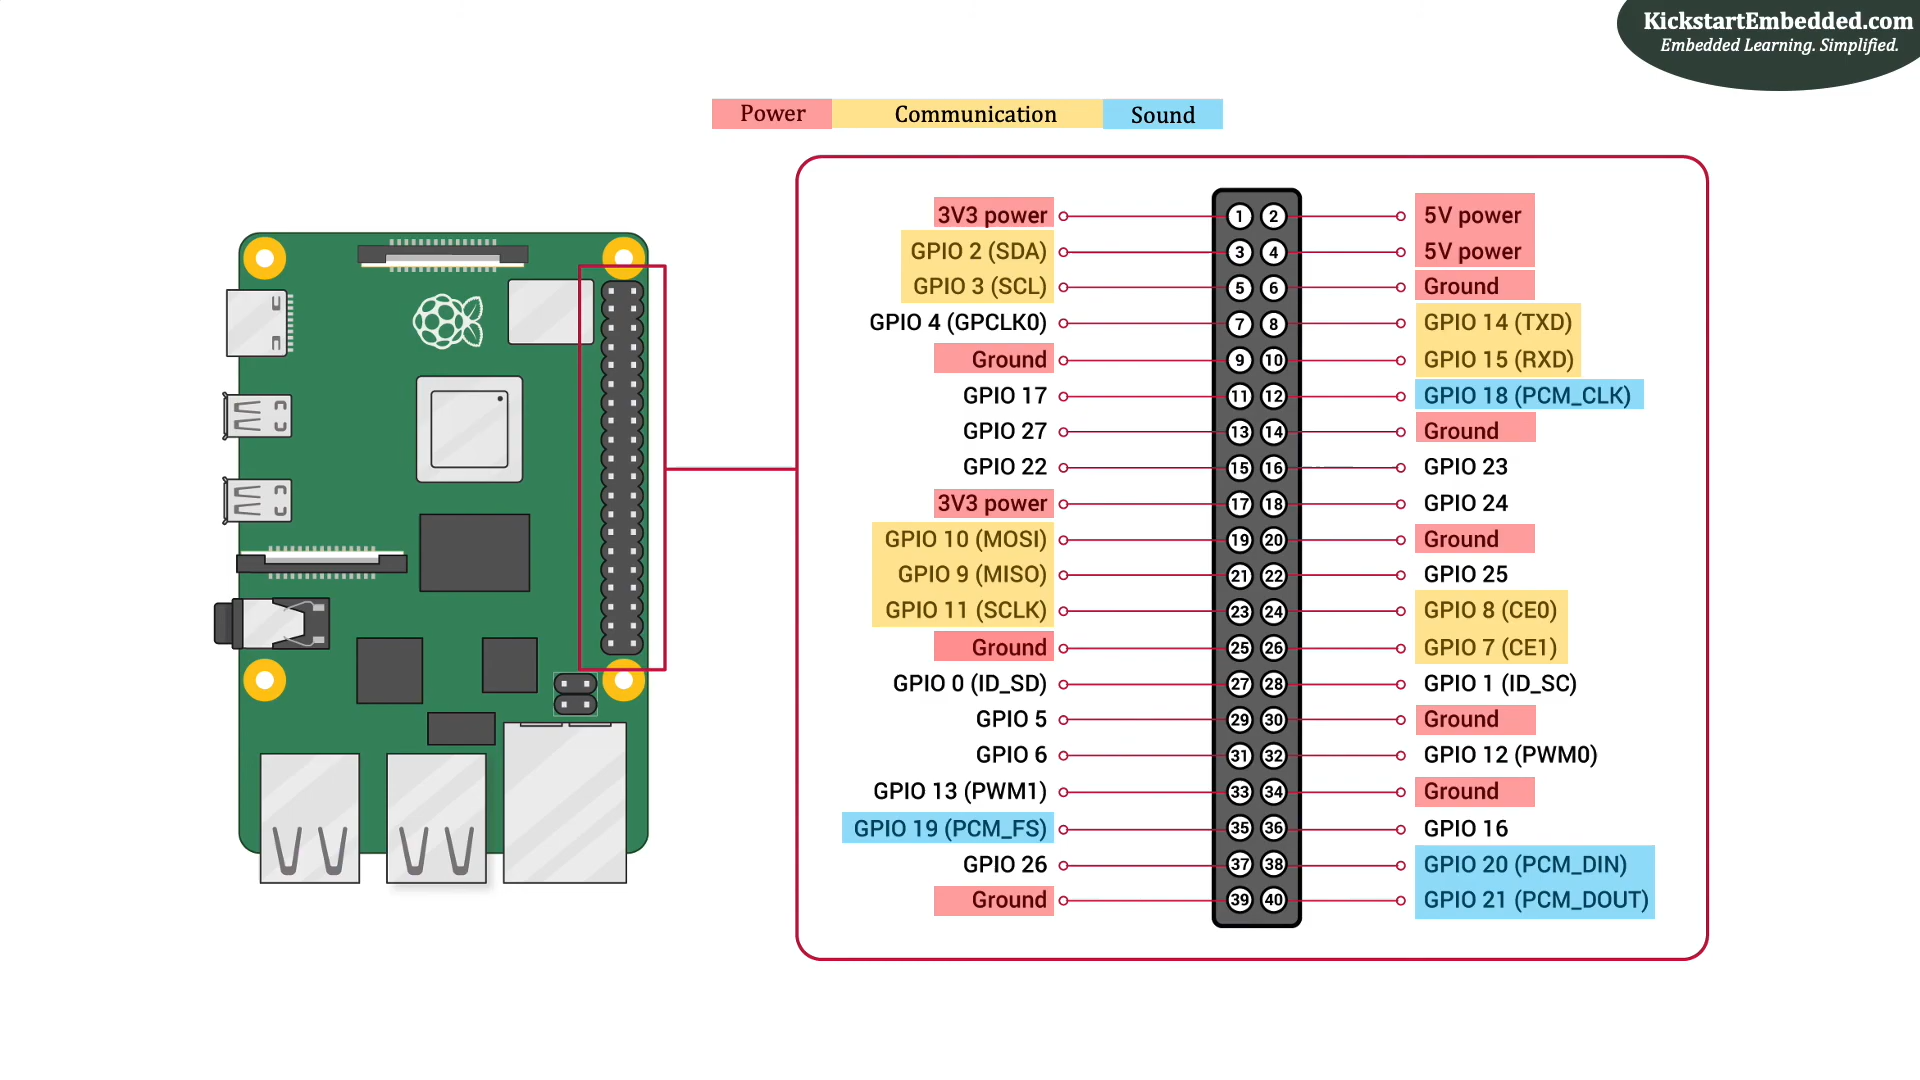 KickstartEmbedded.com
Embedded Learning. Simplified.
Power Communication Sound
3V3 power 1 2 5V power
GPIO 2 (SDA) 3 4 5V power
GPIO 3 (SCL) 5 6 Ground
GPIO 4 (GPCLK0) 7 8 GPIO 14 (TXD)
Ground 9 10 GPIO 15 (RXD)
GPIO 17 11 12 GPIO 18 (PCM_CLK)
GPIO 27 13 14 Ground
GPIO 22 15 16 GPIO 23
3V3 power 17 18 GPIO 24
GPIO 10 (MOSI) 19 20 Ground
GPIO 9 (MISO) 21 22 GPIO 25
GPIO 11 (SCLK) 23 24 GPIO 8 (CE0)
Ground 25 26 GPIO 7 (CE1)
GPIO 0 (ID_SD) 27 28 GPIO 1 (ID_SC)
GPIO 5 29 30 Ground
GPIO 6 31 32 GPIO 12 (PWM0)
GPIO 13 (PWM1) 33 34 Ground
GPIO 19 (PCM_FS) 35 36 GPIO 16
GPIO 26 37 38 GPIO 20 (PCM_DIN)
Ground 39 40 GPIO 21 (PCM_DOUT)